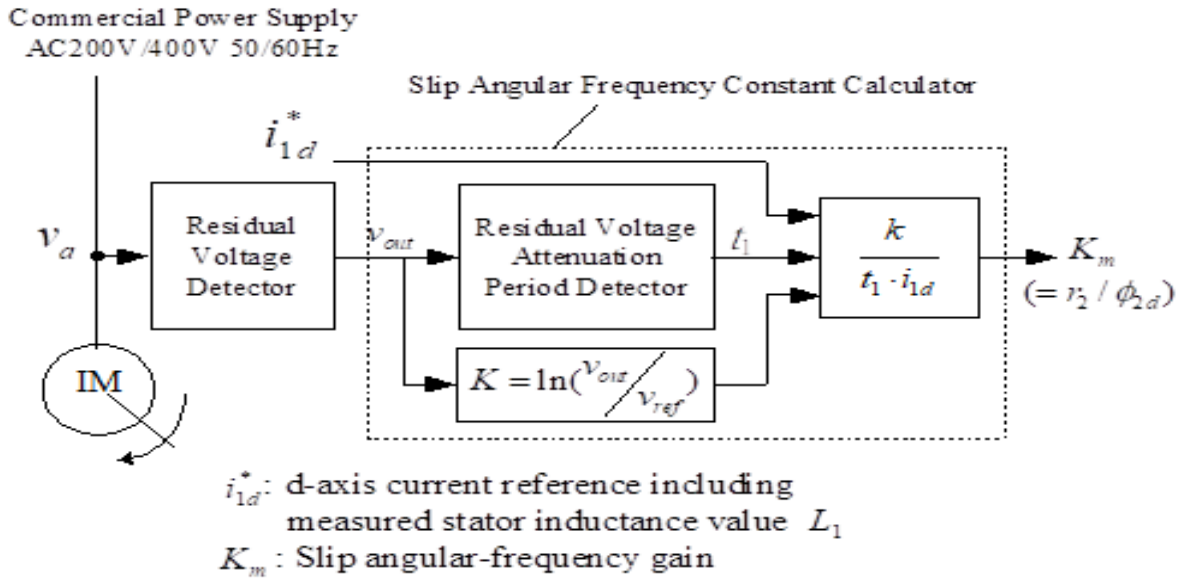 Commercial Power Supply
AC200V/400V 50/60Hz
Slip Angular Frequency Constant Calculator
i*1d
va
Residual
Voltage
Detector
vout
Residual Voltage
Attenuation
Period Detector
t1
k
t1 · i1d
Km
(= r2 / ϕ2d)
IM
K = ln(vout/vref)
i*1d: d-axis current reference including
measured stator inductance value L1
Km : Slip angular-frequency gain